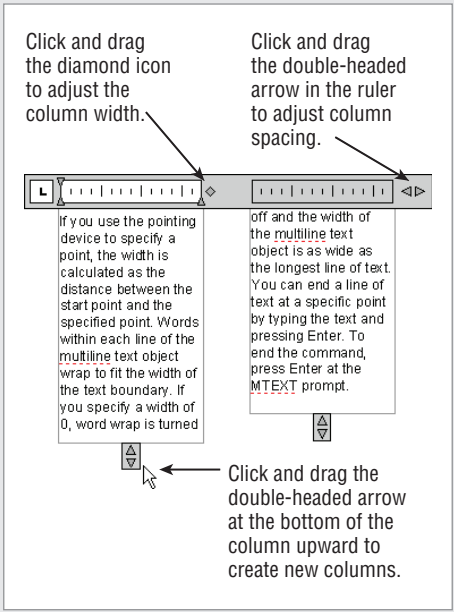 Click and drag
the diamond icon
to adjust the
column width.
Click and drag
the double-headed
arrow in the ruler
to adjust column
spacing.
L
If you use the pointing
device to specify a
point, the width is
calculated as the
distance between the
start point and the
specified point. Words
within each line of the
multiline text object
wrap to fit the width of
the text boundary. If
you specify a width of
0, word wrap is turned
off and the width of
the multiline text
object is as wide as
the longest line of text.
You can end a line of
text at a specific point
by typing the text and
pressing Enter. To
end the command,
press Enter at the
MTEXT prompt.
Click and drag the
double-headed arrow
at the bottom of the
column upward to
create new columns.